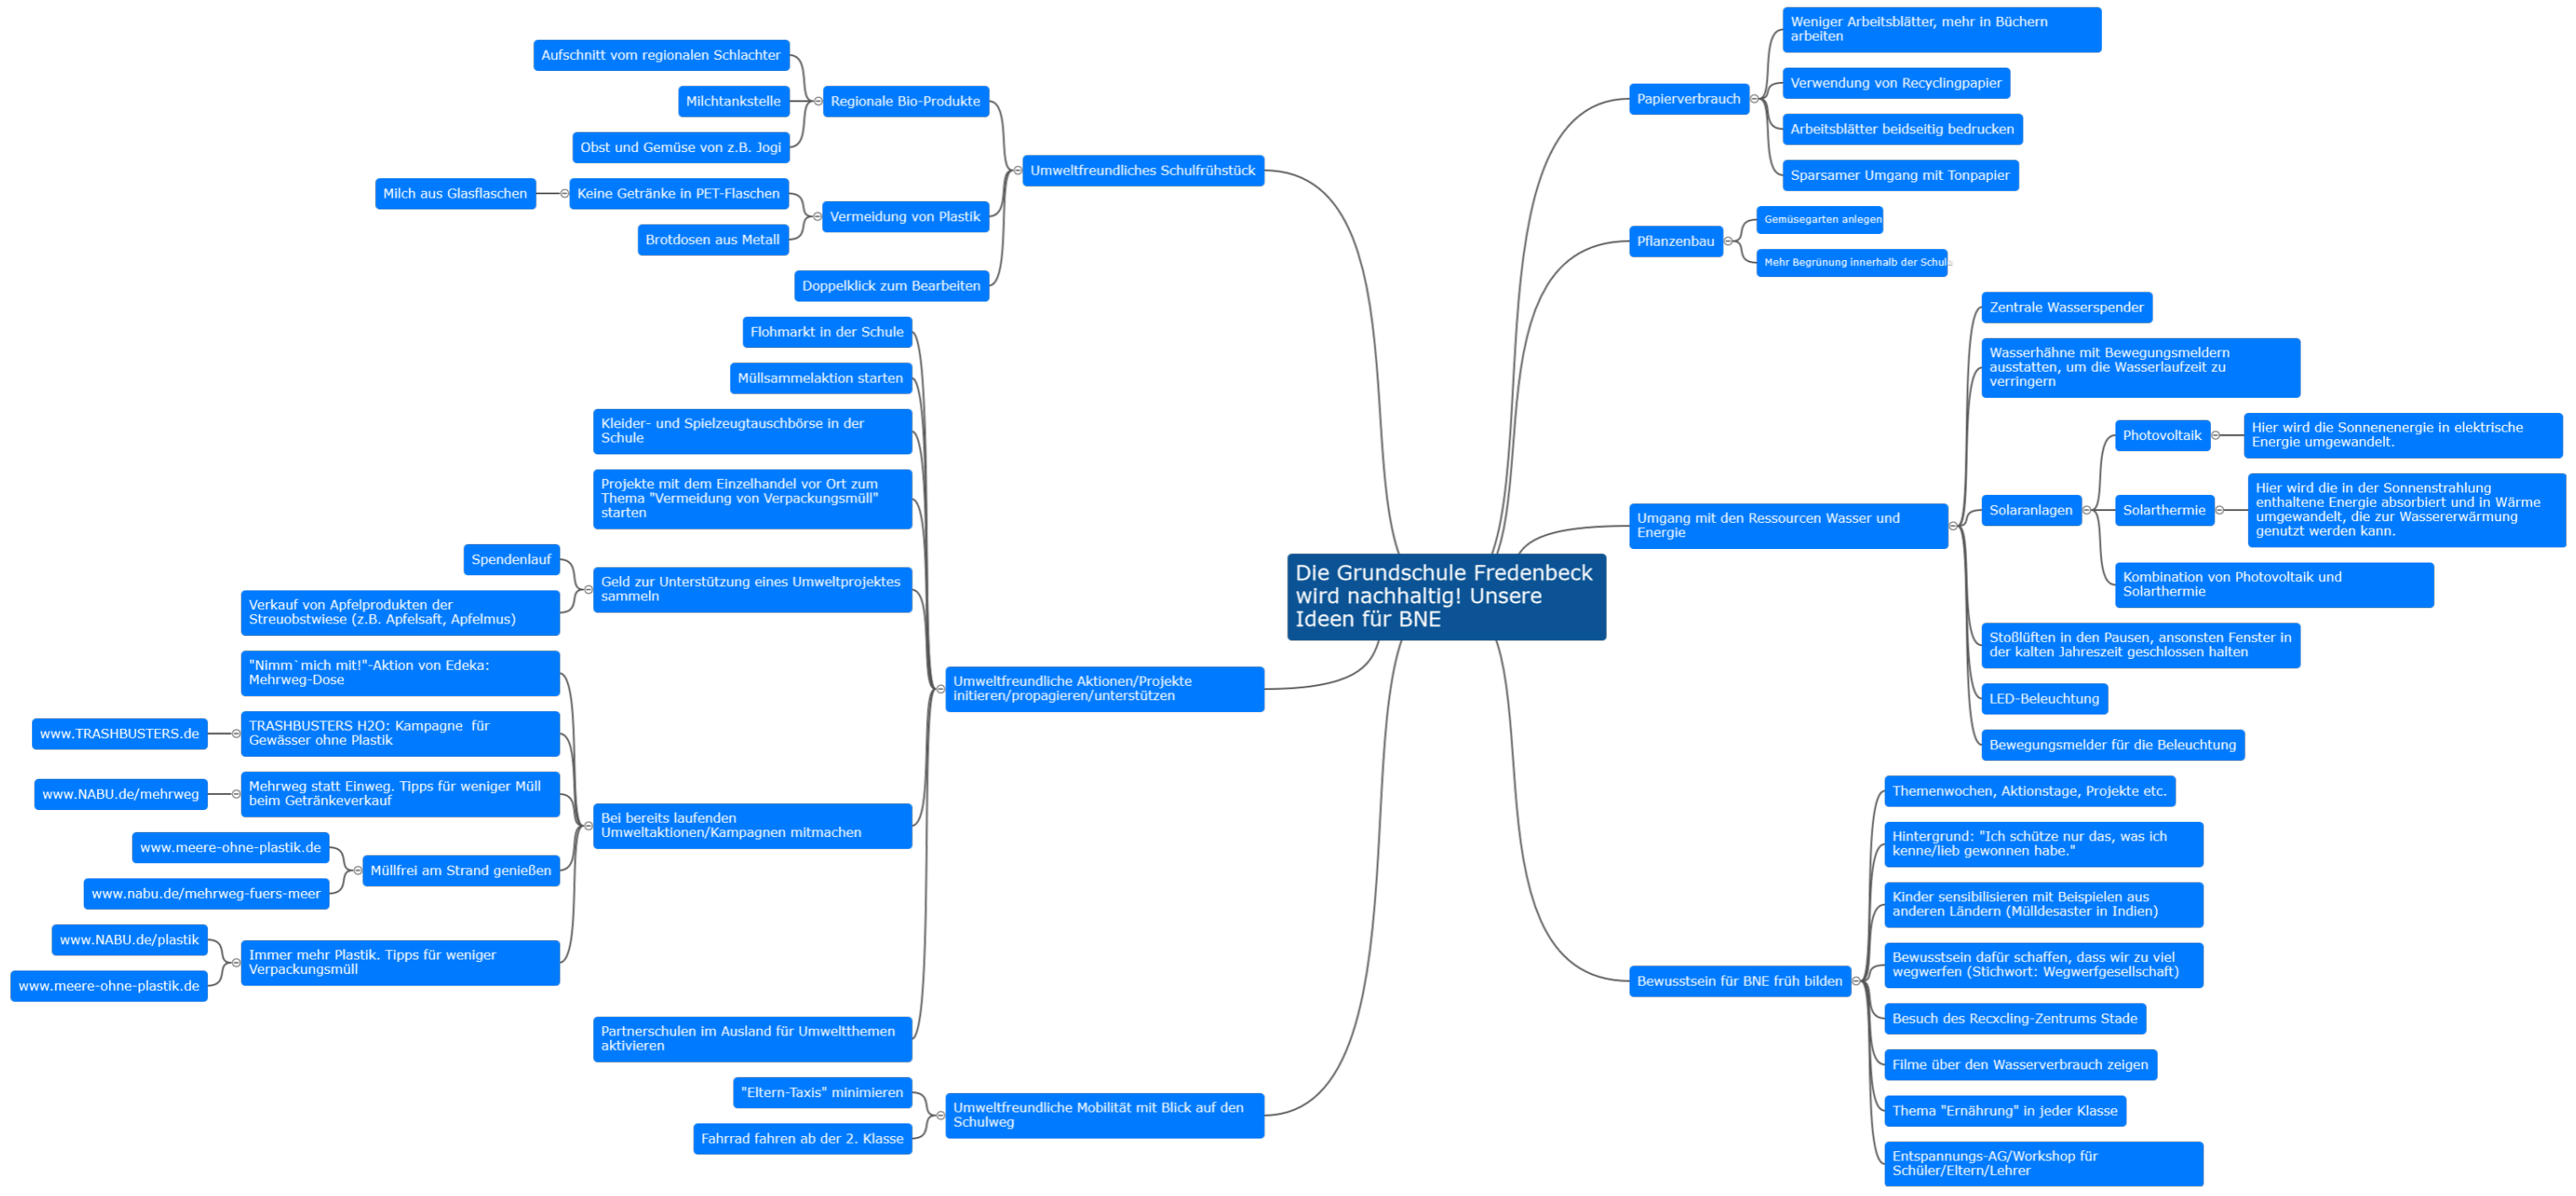 Die Grundschule Fredenbeck
wird nachhaltig! Unsere
Ideen für BNE
Umweltfreundliches Schulfrühstück
Regionale Bio-Produkte
Aufschnitt vom regionalen Schlachter
Milchtankstelle
Obst und Gemüse von z.B. Jogi
Vermeidung von Plastik
Keine Getränke in PET-Flaschen
Milch aus Glasflaschen
Brotdosen aus Metall
Doppelklick zum Bearbeiten
Umweltfreundliche Aktionen/Projekte
initiieren/propagieren/unterstützen
Flohmarkt in der Schule
Müllsammelaktion starten
Kleider- und Spielzeugtauschbörse in der
Schule
Projekte mit dem Einzelhandel vor Ort zum
Thema "Vermeidung von Verpackungsmüll"
starten
Geld zur Unterstützung eines Umweltprojektes
sammeln
Spendenlauf
Verkauf von Apfelprodukten der
Streuobstwiese (z.B. Apfelsaft, Apfelmus)
Bei bereits laufenden
Umweltaktionen/Kampagnen mitmachen
"Nimm`mich mit!"-Aktion von Edeka:
Mehrweg-Dose
TRASHBUSTERS H2O: Kampagne  für
Gewässer ohne Plastik
www.TRASHBUSTERS.de
Mehrweg statt Einweg. Tipps für weniger Müll
beim Getränkeverkauf
www.NABU.de/mehrweg
Müllfrei am Strand genießen
www.meere-ohne-plastik.de
www.nabu.de/mehrweg-fuers-meer
Immer mehr Plastik. Tipps für weniger
Verpackungsmüll
www.NABU.de/plastik
www.meere-ohne-plastik.de
Partnerschulen im Ausland für Umweltthemen
aktivieren
Umweltfreundliche Mobilität mit Blick auf den
Schulweg
"Eltern-Taxis" minimieren
Fahrrad fahren ab der 2. Klasse
Papierverbrauch
Weniger Arbeitsblätter, mehr in Büchern
arbeiten
Verwendung von Recyclingpapier
Arbeitsblätter beidseitig bedrucken
Sparsamer Umgang mit Tonpapier
Pflanzenbau
Gemüsegarten anlegen
Mehr Begrünung innerhalb der Schule
Umgang mit den Ressourcen Wasser und
Energie
Zentrale Wasserspender
Wasserhähne mit Bewegungsmeldern
ausstatten, um die Wasserlaufzeit zu
verringern
Solaranlagen
Photovoltaik
Hier wird die Sonnenenergie in elektrische
Energie umgewandelt.
Solarthermie
Hier wird die in der Sonnenstrahlung
enthaltene Energie absorbiert und in Wärme
umgewandelt, die zur Wassererwärmung
genutzt werden kann.
Kombination von Photovoltaik und
Solarthermie
Stoßlüften in den Pausen, ansonsten Fenster in
der kalten Jahreszeit geschlossen halten
LED-Beleuchtung
Bewegungsmelder für die Beleuchtung
Bewusstsein für BNE früh bilden
Themenwochen, Aktionstage, Projekte etc.
Hintergrund: "Ich schütze nur das, was ich
kenne/lieb gewonnen habe."
Kinder sensibilisieren mit Beispielen aus
anderen Ländern (Mülldesaster in Indien)
Bewusstsein dafür schaffen, dass wir zu viel
wegwerfen (Stichwort: Wegwerfgesellschaft)
Besuch des Recxcling-Zentrums Stade
Filme über den Wasserverbrauch zeigen
Thema "Ernährung" in jeder Klasse
Entspannungs-AG/Workshop für
Schüler/Eltern/Lehrer